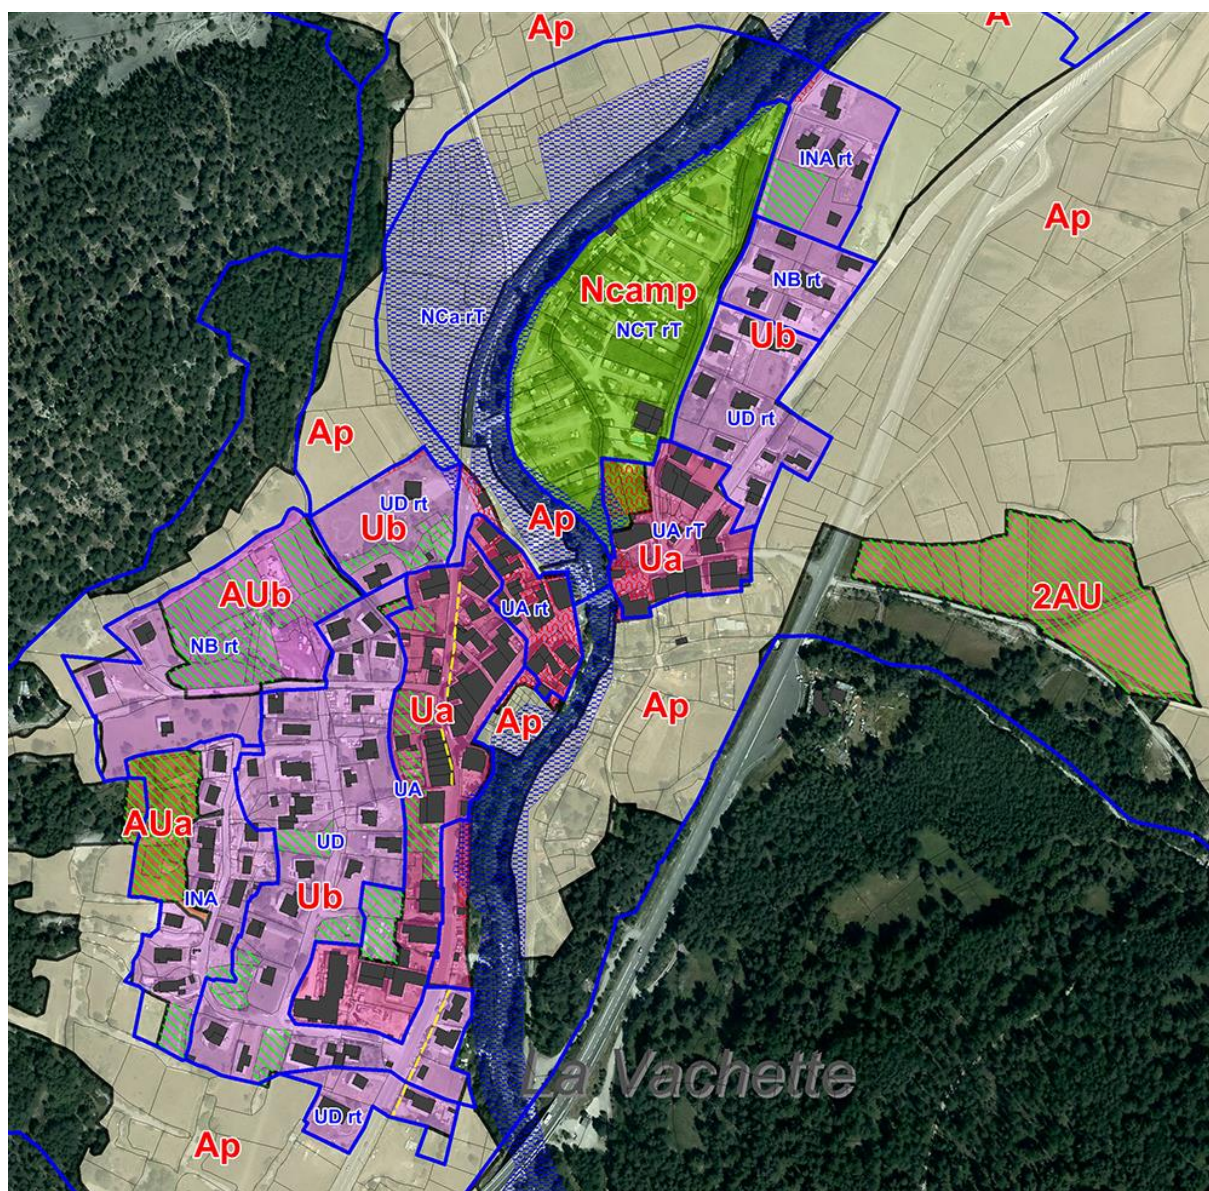 A
Ap
INA rt
Ap
NB rt
Ncamp
NCa rT
NCT rT
Ub
UD rt
Ap
UD rt
Ub
Ap
UA rT
Ua
AUb
2AU
UA rt
NB rt
Ua
Ap
Ap
UA
AUa
UD
INA
Ub
La Vachette
UD rt
Ap